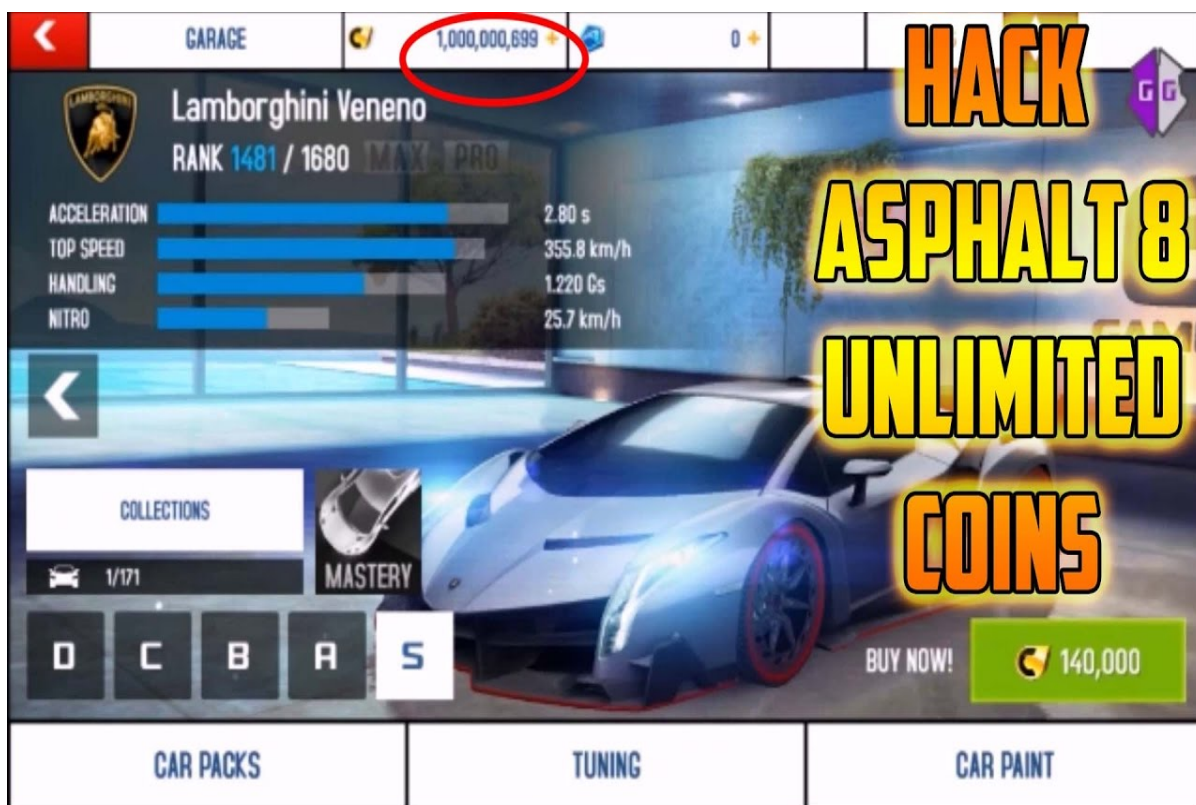 GARAGE
1,000,000,699 +
0 +
LAMBORGHINI
Lamborghini Veneno
RANK 1481 / 1680 MAX + PRO
ACCELERATION 2.80 s
TOP SPEED 355.8 km/h
HANDLING 1.220 Gs
NITRO 25.7 km/h
HACK
GG
ASPHALT 8
UNLIMITED
COINS
COLLECTIONS
1/171
MASTERY
D C B A S
BUY NOW! 140,000
CAR PACKS
TUNING
CAR PAINT